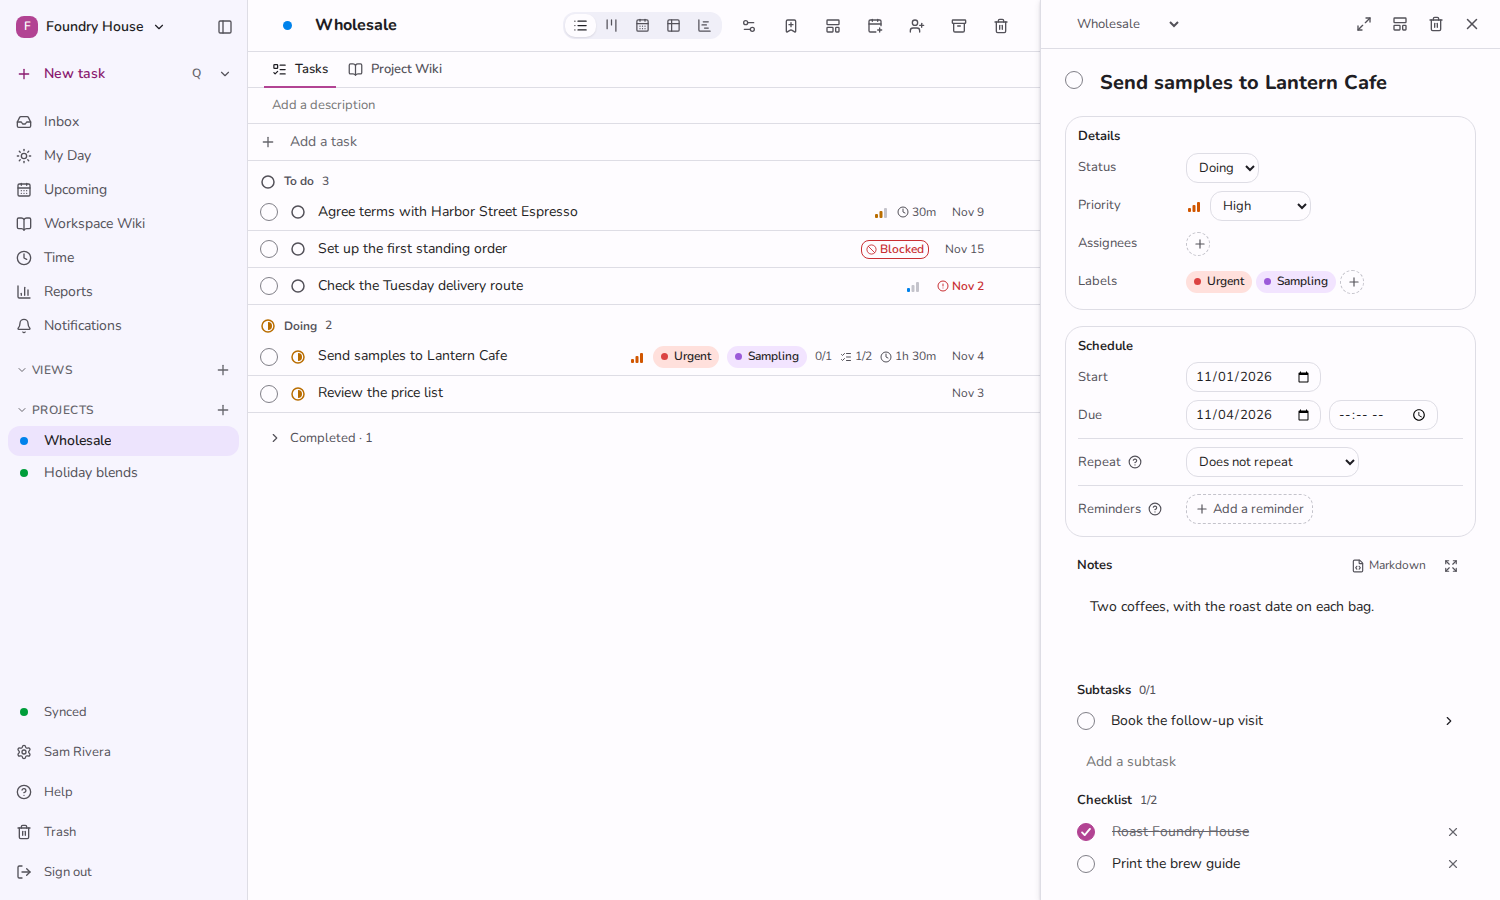 F Foundry House
New task Q
Inbox
My Day
Upcoming
Workspace Wiki
Time
Reports
Notifications
VIEWS
PROJECTS
Wholesale
Holiday blends
Synced
Sam Rivera
Help
Trash
Sign out
Wholesale
Tasks Project Wiki
Add a description
Add a task
To do 3
Agree terms with Harbor Street Espresso 30m Nov 9
Set up the first standing order Blocked Nov 15
Check the Tuesday delivery route Nov 2
Doing 2
Send samples to Lantern Cafe Urgent Sampling 0/1 1/2 1h 30m Nov 4
Review the price list Nov 3
Completed · 1
Wholesale
Send samples to Lantern Cafe
Details
Status Doing
Priority High
Assignees
Labels Urgent Sampling
Schedule
Start 11/01/2026
Due 11/04/2026 --:-- --
Repeat Does not repeat
Reminders Add a reminder
Notes Markdown
Two coffees, with the roast date on each bag.
Subtasks 0/1
Book the follow-up visit
Add a subtask
Checklist 1/2
Roast Foundry House
Print the brew guide